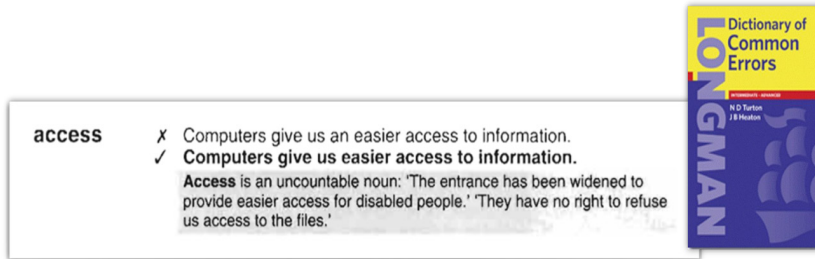 Dictionary of
Common
Errors
LONGMAN
INTERMEDIATE - ADVANCED
N D Turton
J B Heaton
access ✗ Computers give us an easier access to information.
✓ Computers give us easier access to information.
Access is an uncountable noun: 'The entrance has been widened to
provide easier access for disabled people.' 'They have no right to refuse
us access to the files.'